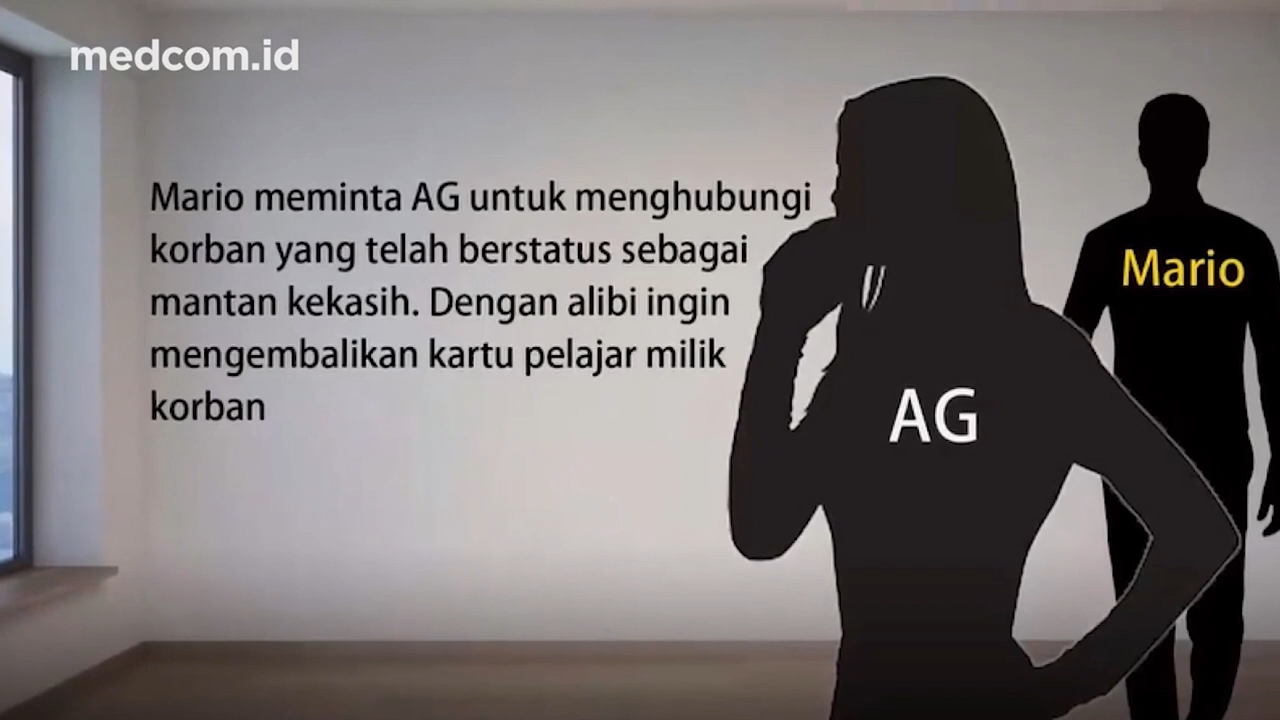 medcom.id
Mario meminta AG untuk menghubungi
korban yang telah berstatus sebagai
mantan kekasih. Dengan alibi ingin
mengembalikan kartu pelajar milik
korban
AG
Mario